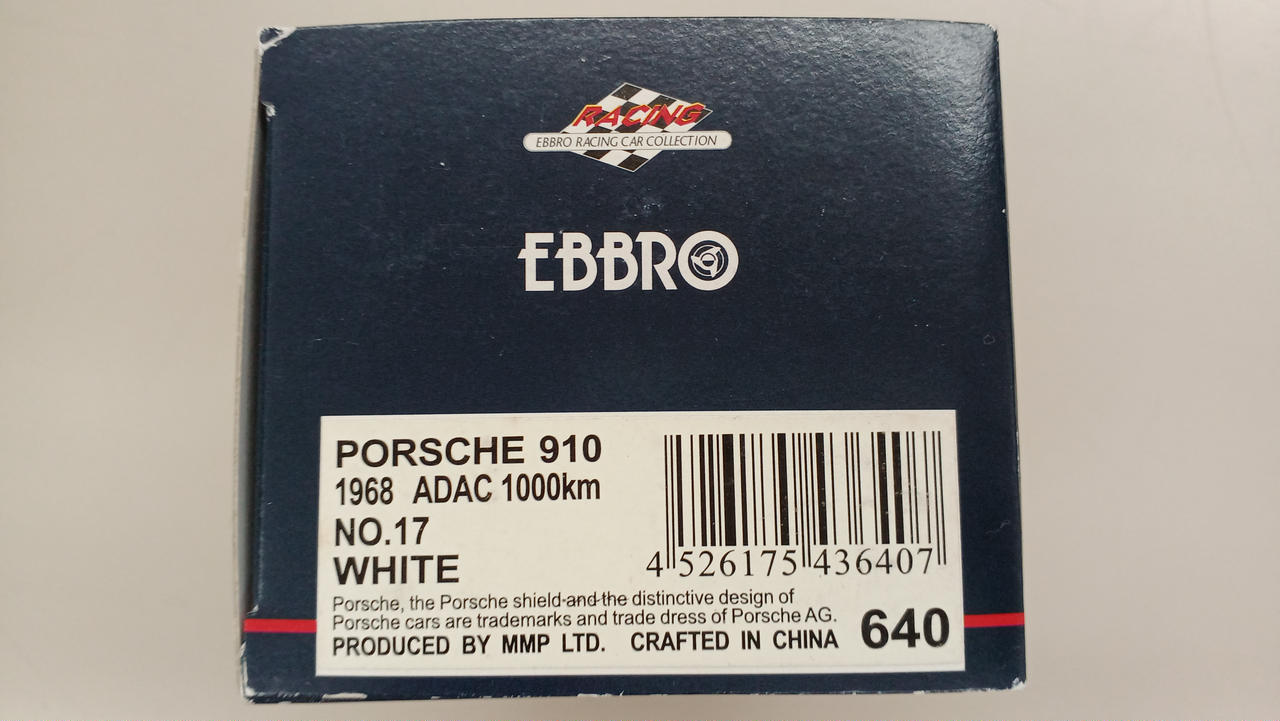 RACING
EBBRO RACING CAR COLLECTION
EBBRO
PORSCHE 910
1968 ADAC 1000km
NO.17
WHITE
4 526175 436407
Porsche, the Porsche shield and the distinctive design of
Porsche cars are trademarks and trade dress of Porsche AG.
PRODUCED BY MMP LTD. CRAFTED IN CHINA
640